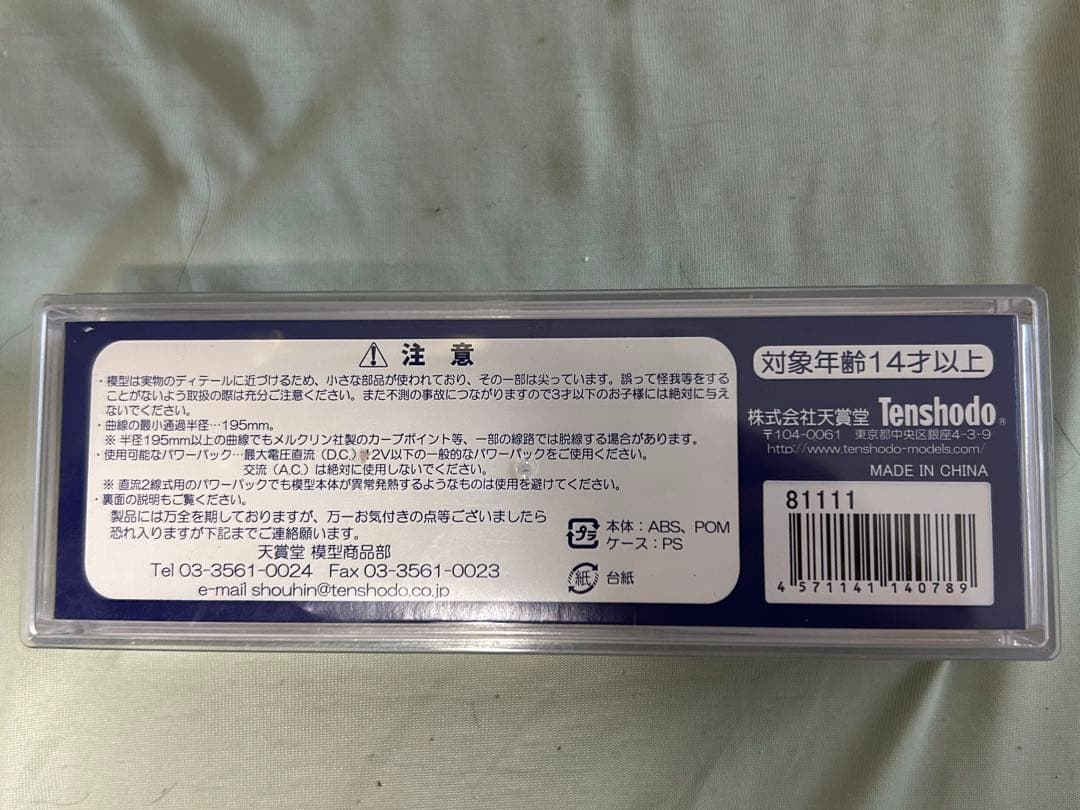 ⚠ 注意
・模型は実物のディテールに近づけるため、小さな部品が使われており、その一部は尖っています。誤って怪我等をする
ことがないよう取扱の際は充分ご注意ください。また不測の事故につながりますので3才以下のお子様には絶対に与え
ないでください。
・曲線の最小通過半径…195mm。
※ 半径195mm以上の曲線でもメルクリン社製のカーブポイント等、一部の線路では脱線する場合があります。
・使用可能なパワーパック…最大電圧直流（D.C.）12V以下の一般的なパワーパックをご使用ください。
交流（A.C.）は絶対に使用しないでください。
※ 直流2線式用のパワーパックでも模型本体が異常発熱するようなものは使用を避けてください。
・裏面の説明もご覧ください。
製品には万全を期しておりますが、万一お気付きの点等ございましたら
恐れ入りますが下記までご連絡願います。
天賞堂 模型商品部
Tel 03-3561-0024 Fax 03-3561-0023
e-mail shouhin@tenshodo.co.jp
プラ 本体：ABS、POM
ケース：PS
紙 台紙
対象年齢14才以上
株式会社天賞堂 Tenshodo®
〒104-0061 東京都中央区銀座4-3-9
http://www.tenshodo-models.com/
MADE IN CHINA
81111
4 571141 140789